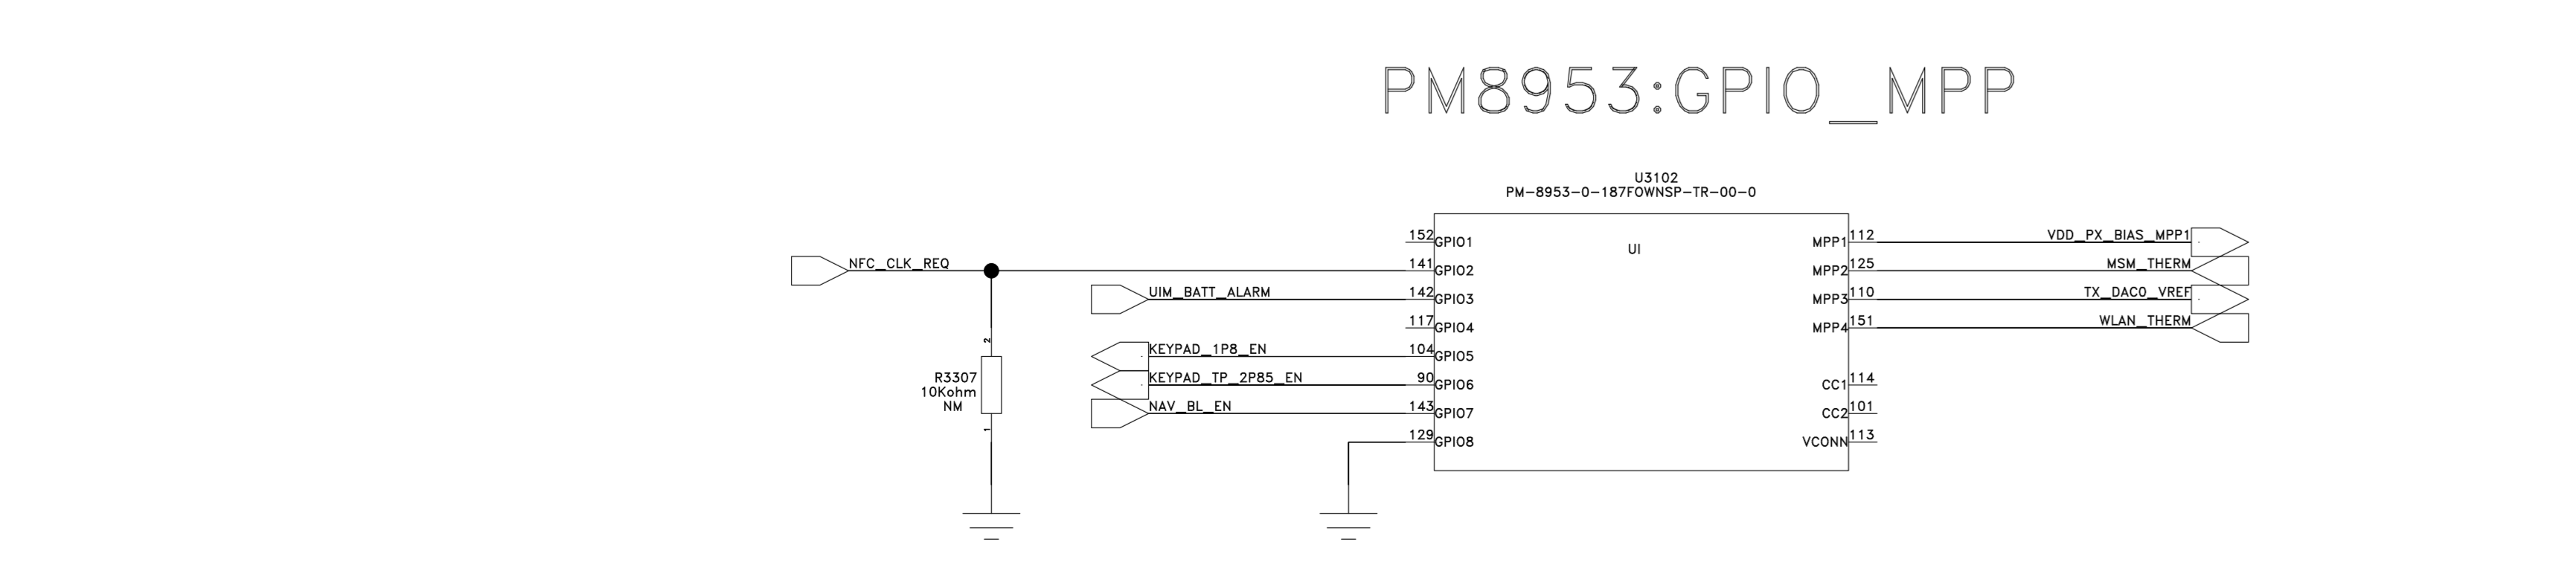 PM8953:GPIO_MPP
U3102
PM-8953-0-187FOWNSP-TR-00-0
UI
152 GPIO1
NFC_CLK_REQ 141 GPIO2
UIM_BATT_ALARM 142 GPIO3
117 GPIO4
KEYPAD_1P8_EN 104 GPIO5
KEYPAD_TP_2P85_EN 90 GPIO6
NAV_BL_EN 143 GPIO7
129 GPIO8
MPP1 112 VDD_PX_BIAS_MPP1
MPP2 125 MSM_THERM
MPP3 110 TX_DAC0_VREF
MPP4 151 WLAN_THERM
CC1 114
CC2 101
VCONN 113
2
R3307
10Kohm
NM
1